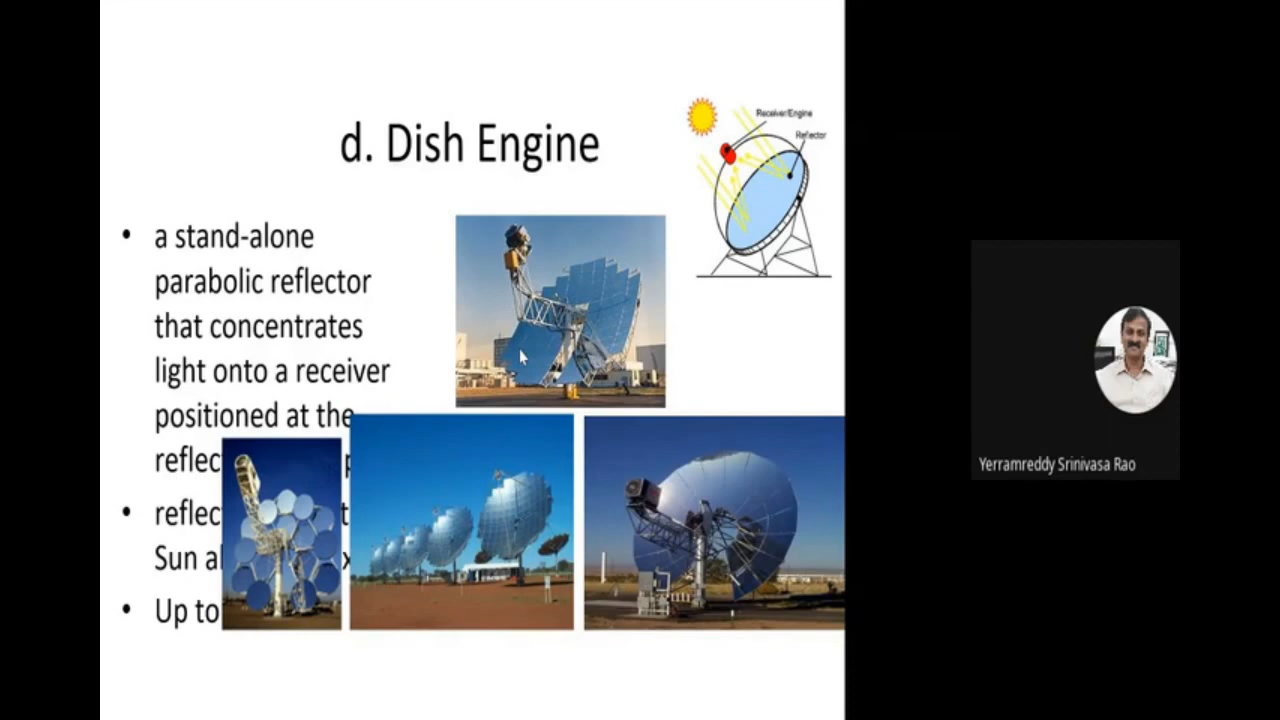 d. Dish Engine
Receiver/Engine
Reflector
• a stand-alone
parabolic reflector
that concentrates
light onto a receiver
positioned at the
reflec
• reflec
Sun al
• Up to
Yerramreddy Srinivasa Rao